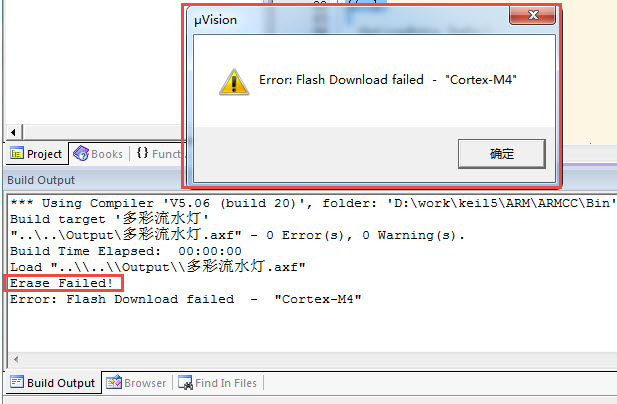 μVision
Error: Flash Download failed - "Cortex-M4"
确定
Project
Books
{} Funct
Build Output
*** Using Compiler 'V5.06 (build 20)', folder: 'D:\work\keil5\ARM\ARMCC\Bin'
Build target '多彩流水灯'
"..\..\Output\多彩流水灯.axf" - 0 Error(s), 0 Warning(s).
Build Time Elapsed:  00:00:00
Load "..\\..\\Output\\多彩流水灯.axf"
Erase Failed!
Error: Flash Download failed  -  "Cortex-M4"
Build Output
Browser
Find In Files